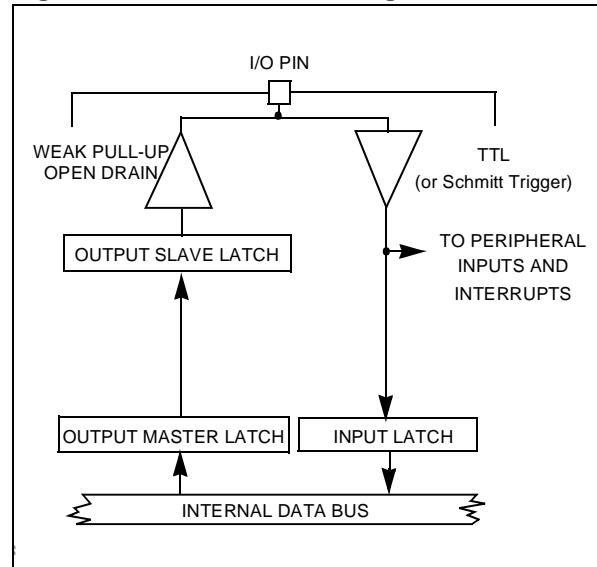 I/O PIN
WEAK PULL-UP
OPEN DRAIN
TTL
(or Schmitt Trigger)
TO PERIPHERAL
INPUTS AND
INTERRUPTS
OUTPUT SLAVE LATCH
OUTPUT MASTER LATCH
INPUT LATCH
INTERNAL DATA BUS